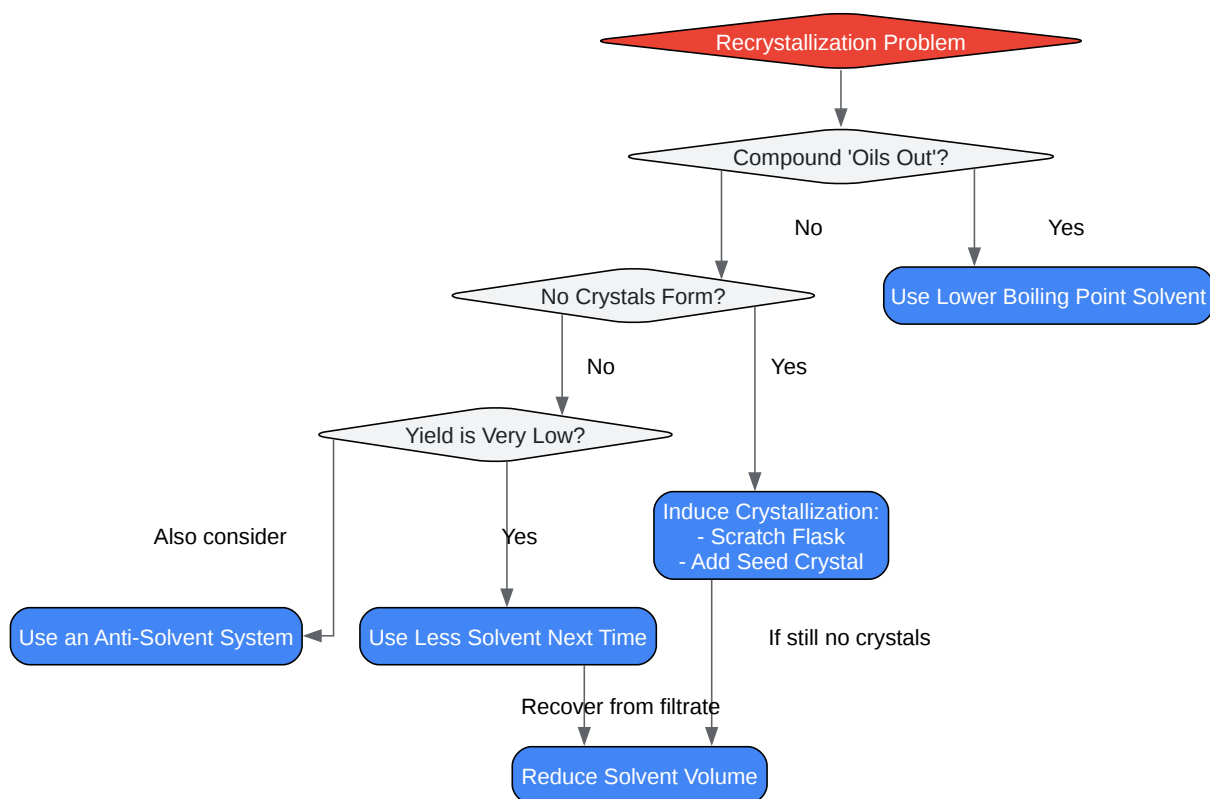 Recrystallization Problem
Compound 'Oils Out'?
No
Yes
No Crystals Form?
Use Lower Boiling Point Solvent
No
Yes
Yield is Very Low?
Induce Crystallization:
- Scratch Flask
- Add Seed Crystal
Also consider
Yes
Use an Anti-Solvent System
Use Less Solvent Next Time
If still no crystals
Recover from filtrate
Reduce Solvent Volume